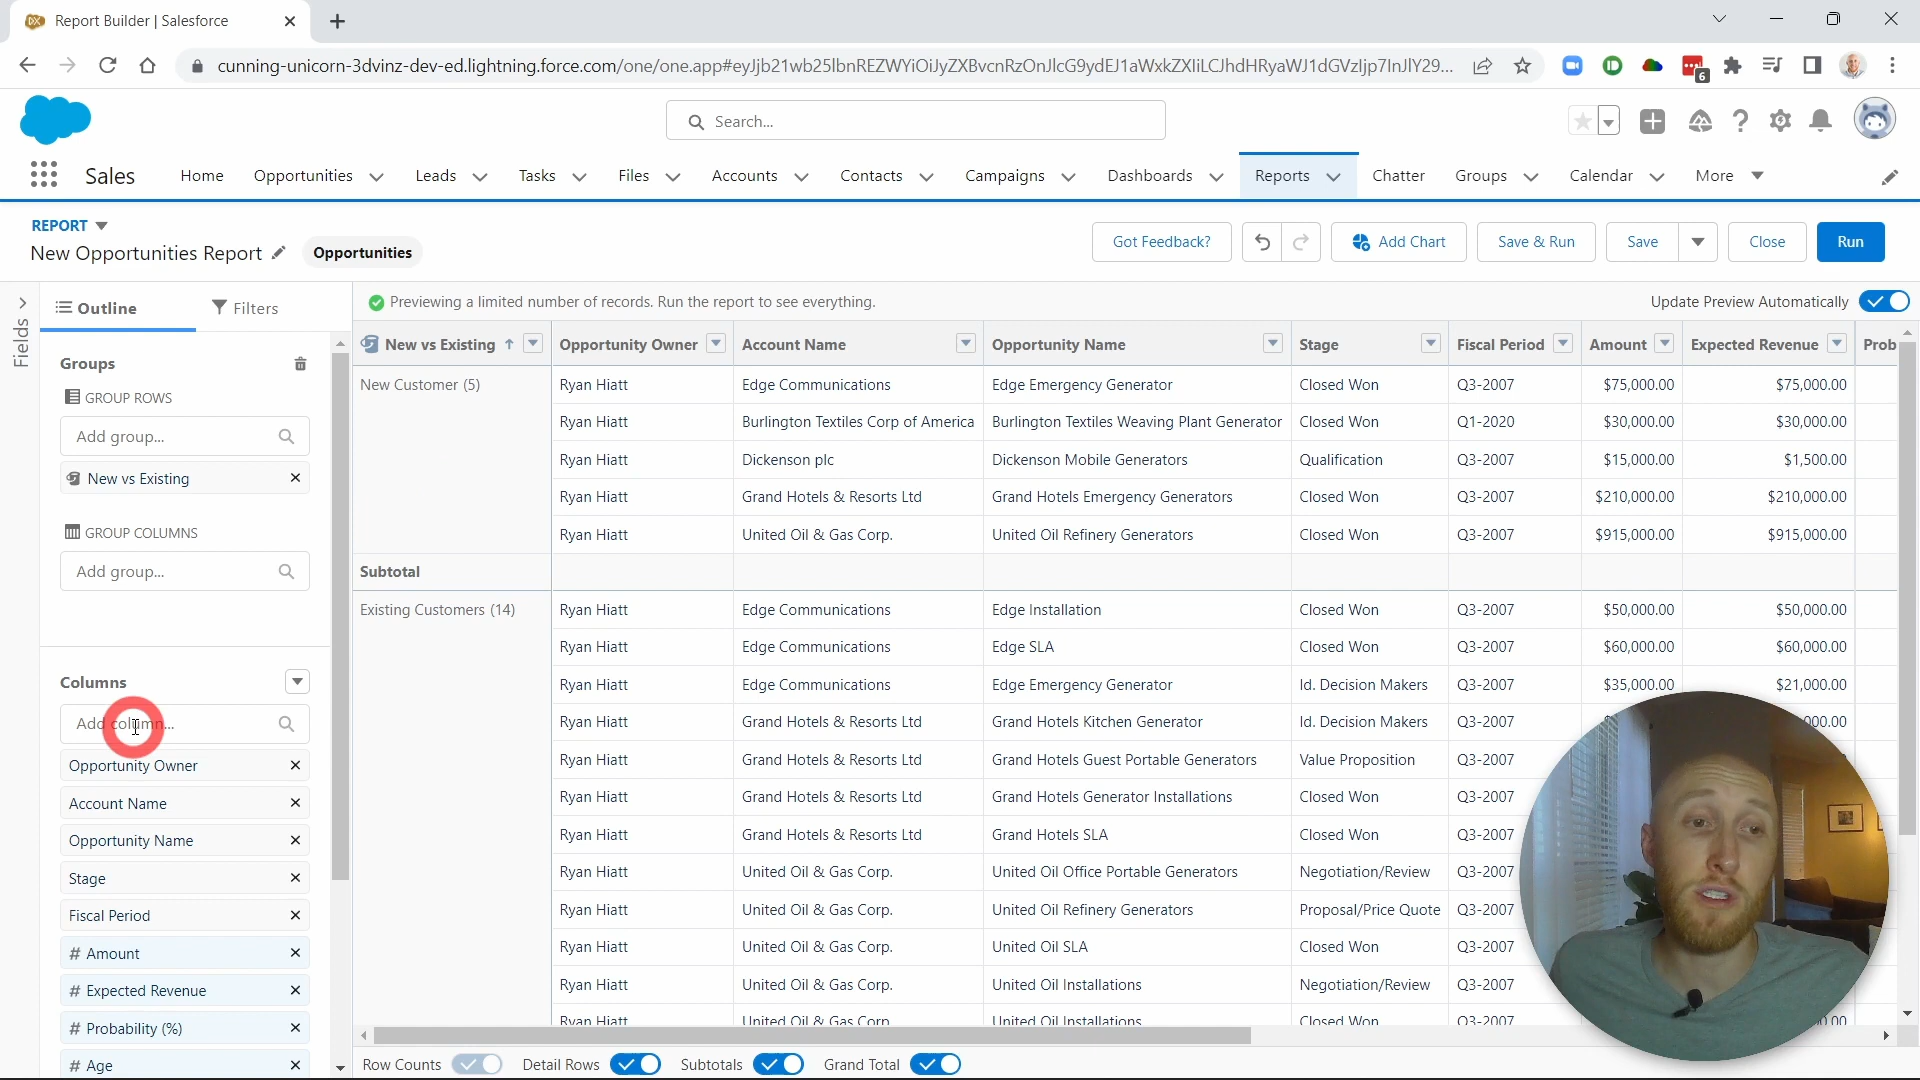 Report Builder | Salesforce
cunning-unicorn-3dvinz-dev-ed.lightning.force.com/one/one.app#eyJjb21wb25lbnREZWYiOiJyZXBvcnRzOnJlcG9ydEJ1aWxkZXIiLCJhdHRyaWJ1dGVzIjp7InJlY29...
6
Search...
Sales
Home
Opportunities
Leads
Tasks
Files
Accounts
Contacts
Campaigns
Dashboards
Reports
Chatter
Groups
Calendar
More
REPORT
New Opportunities Report
Opportunities
Got Feedback?
Add Chart
Save & Run
Save
Close
Run
Fields
Outline
Filters
Previewing a limited number of records. Run the report to see everything.
Update Preview Automatically
Groups
GROUP ROWS
Add group...
New vs Existing
GROUP COLUMNS
Add group...
Columns
Add column...
Opportunity Owner
Account Name
Opportunity Name
Stage
Fiscal Period
# Amount
# Expected Revenue
# Probability (%)
# Age
New vs Existing Opportunity Owner Account Name Opportunity Name Stage Fiscal Period Amount Expected Revenue Prob
New Customer (5) Ryan Hiatt Edge Communications Edge Emergency Generator Closed Won Q3-2007 $75,000.00 $75,000.00
Ryan Hiatt Burlington Textiles Corp of America Burlington Textiles Weaving Plant Generator Closed Won Q1-2020 $30,000.00 $30,000.00
Ryan Hiatt Dickenson plc Dickenson Mobile Generators Qualification Q3-2007 $15,000.00 $1,500.00
Ryan Hiatt Grand Hotels & Resorts Ltd Grand Hotels Emergency Generators Closed Won Q3-2007 $210,000.00 $210,000.00
Ryan Hiatt United Oil & Gas Corp. United Oil Refinery Generators Closed Won Q3-2007 $915,000.00 $915,000.00
Subtotal
Existing Customers (14) Ryan Hiatt Edge Communications Edge Installation Closed Won Q3-2007 $50,000.00 $50,000.00
Ryan Hiatt Edge Communications Edge SLA Closed Won Q3-2007 $60,000.00 $60,000.00
Ryan Hiatt Edge Communications Edge Emergency Generator Id. Decision Makers Q3-2007 $35,000.00 $21,000.00
Ryan Hiatt Grand Hotels & Resorts Ltd Grand Hotels Kitchen Generator Id. Decision Makers Q3-2007
Ryan Hiatt Grand Hotels & Resorts Ltd Grand Hotels Guest Portable Generators Value Proposition Q3-2007
Ryan Hiatt Grand Hotels & Resorts Ltd Grand Hotels Generator Installations Closed Won Q3-2007
Ryan Hiatt Grand Hotels & Resorts Ltd Grand Hotels SLA Closed Won Q3-2007
Ryan Hiatt United Oil & Gas Corp. United Oil Office Portable Generators Negotiation/Review Q3-2007
Ryan Hiatt United Oil & Gas Corp. United Oil Refinery Generators Proposal/Price Quote Q3-2007
Ryan Hiatt United Oil & Gas Corp. United Oil SLA Closed Won Q3-2007
Ryan Hiatt United Oil & Gas Corp. United Oil Installations Negotiation/Review Q3-2007
Ryan Hiatt United Oil & Gas Corp. United Oil Installations Closed Won Q3-2007
Row Counts
Detail Rows
Subtotals
Grand Total